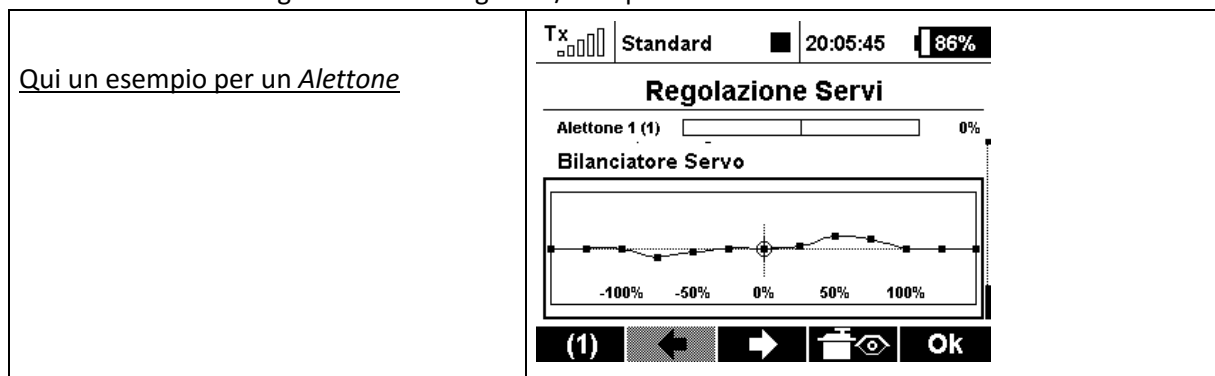 Qui un esempio per un Alettone
Tx Standard 20:05:45 86%
Regolazione Servi
Alettone 1 (1) 0%
Bilanciatore Servo
-100% -50% 0% 50% 100%
(1) Ok